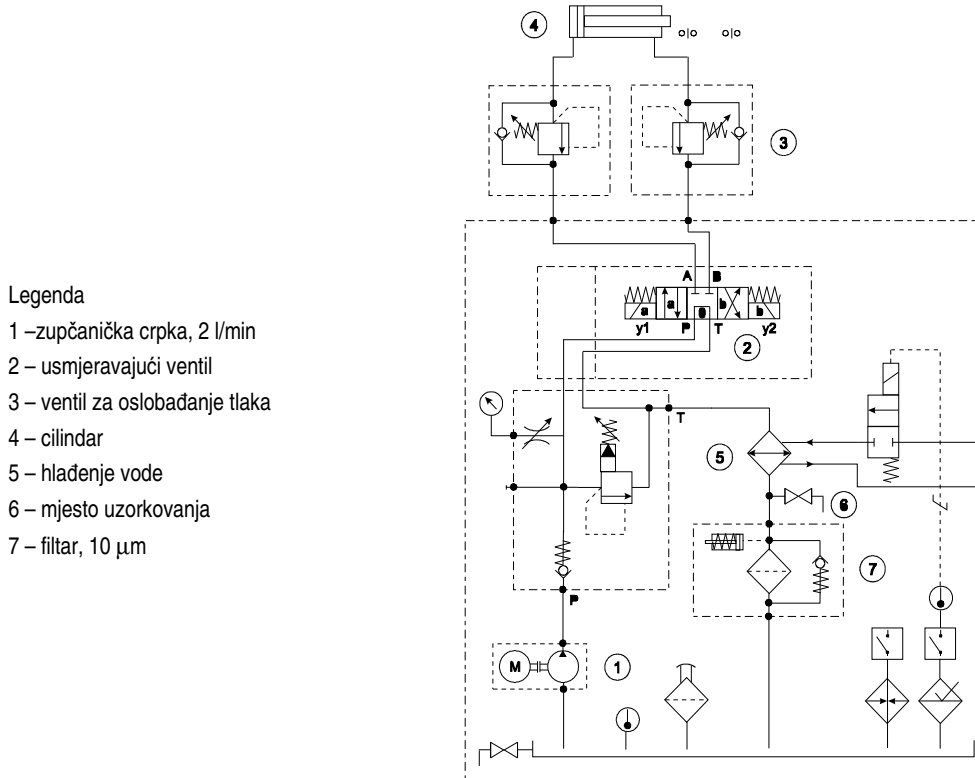 Legenda
1 –zupčanička crpka, 2 l/min
2 – usmjeravajući ventil
3 – ventil za oslobađanje tlaka
4 – cilindar
5 – hlađenje vode
6 – mjesto uzorkovanja
7 – filtar, 10 μm
4
3
A B
a a 0 b b
y1 P T y2
2
T
5
6
7
P
M
1